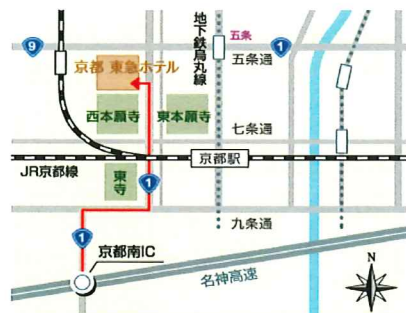 9
地下鉄烏丸線
五条
1
京都 東急ホテル
五条通
西本願寺
東本願寺
七条通
京都駅
JR京都線
東寺
1
九条通
1
京都南IC
名神高速
N